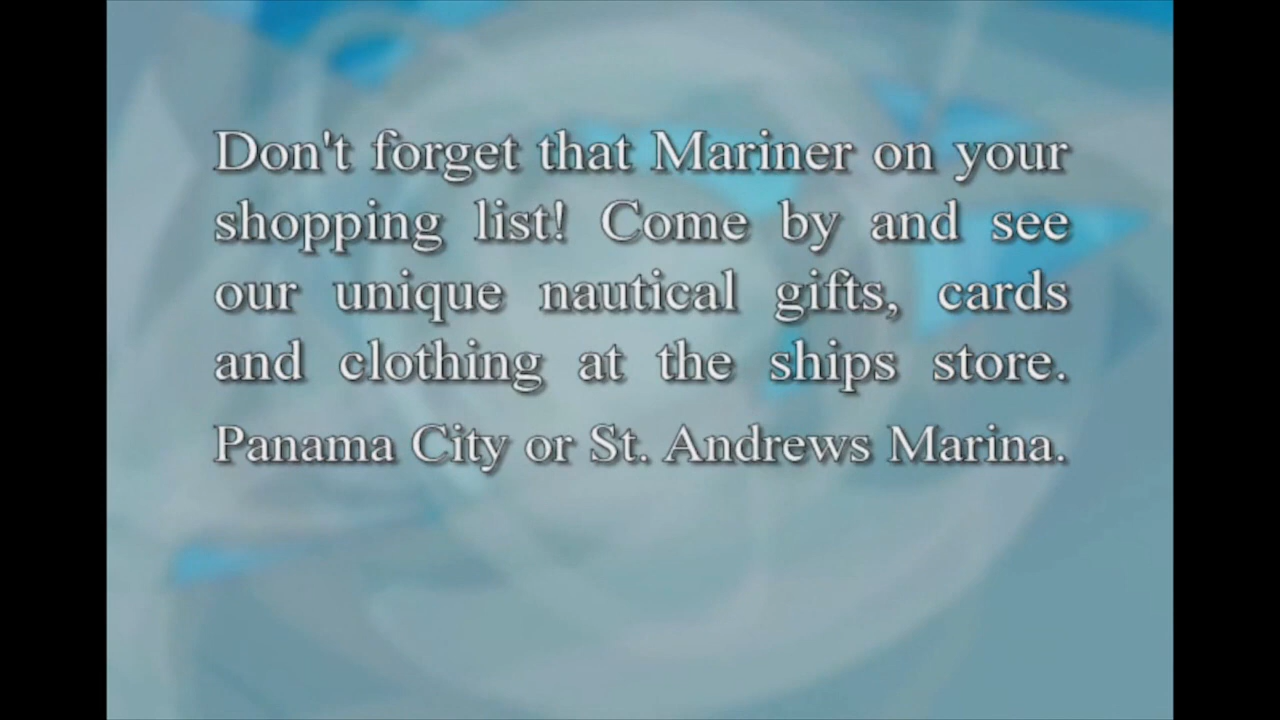 Don't forget that Mariner on your
shopping list! Come by and see
our unique nautical gifts, cards
and clothing at the ships store.
Panama City or St. Andrews Marina.